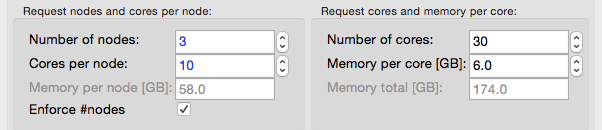 Request nodes and cores per node:
Number of nodes: 3
Cores per node: 10
Memory per node [GB]: 58.0
Enforce #nodes
Request cores and memory per core:
Number of cores: 30
Memory per core [GB]: 6.0
Memory total [GB]: 174.0